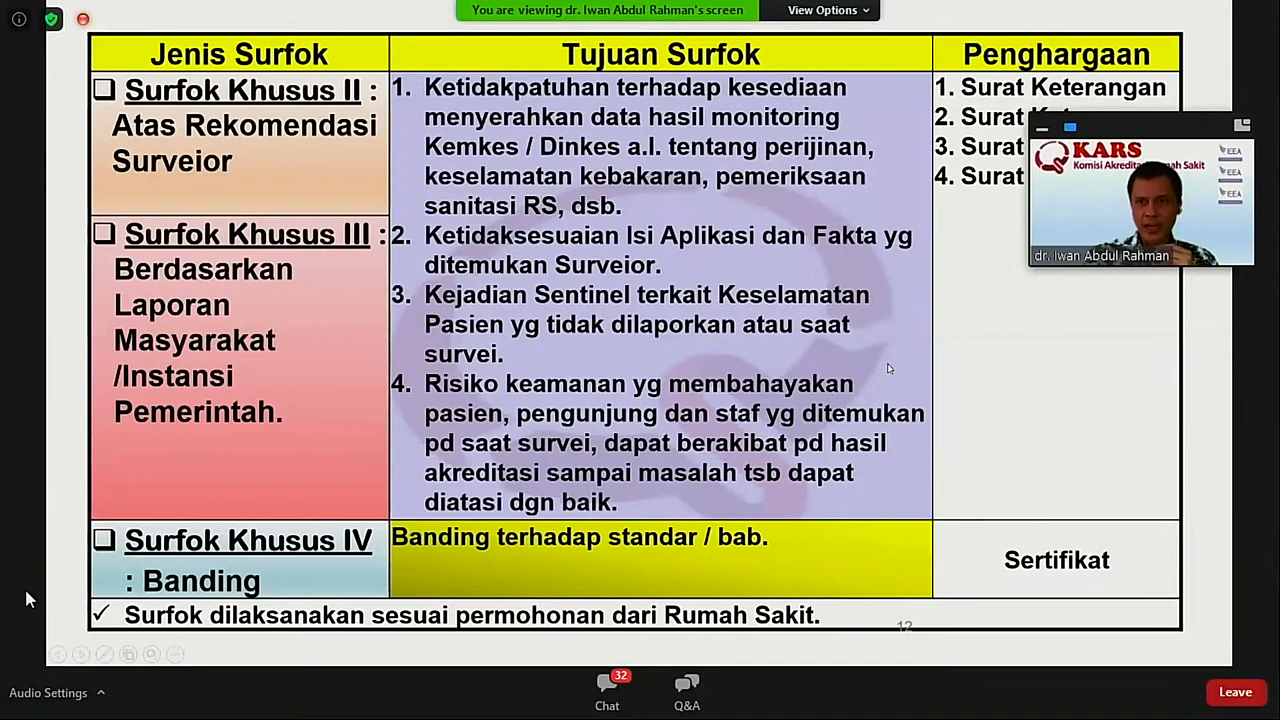 You are viewing dr. Iwan Abdul Rahman's screen
View Options
Jenis Surfok
Tujuan Surfok
Penghargaan
Surfok Khusus II :
Atas Rekomendasi
Surveior
Surfok Khusus III :
Berdasarkan
Laporan
Masyarakat
/Instansi
Pemerintah.
1. Ketidakpatuhan terhadap kesediaan
menyerahkan data hasil monitoring
Kemkes / Dinkes a.l. tentang perijinan,
keselamatan kebakaran, pemeriksaan
sanitasi RS, dsb.
2. Ketidaksesuaian Isi Aplikasi dan Fakta yg
ditemukan Surveior.
3. Kejadian Sentinel terkait Keselamatan
Pasien yg tidak dilaporkan atau saat
survei.
4. Risiko keamanan yg membahayakan
pasien, pengunjung dan staf yg ditemukan
pd saat survei, dapat berakibat pd hasil
akreditasi sampai masalah tsb dapat
diatasi dgn baik.
1. Surat Keterangan
2. Surat
3. Surat
4. Surat
KARS
Komisi Akreditasi Rumah Sakit
EEA
EEA
EEA
dr. Iwan Abdul Rahman
Surfok Khusus IV
: Banding
Banding terhadap standar / bab.
Sertifikat
✓ Surfok dilaksanakan sesuai permohonan dari Rumah Sakit.
12
Audio Settings
32
Chat
Q&A
Leave